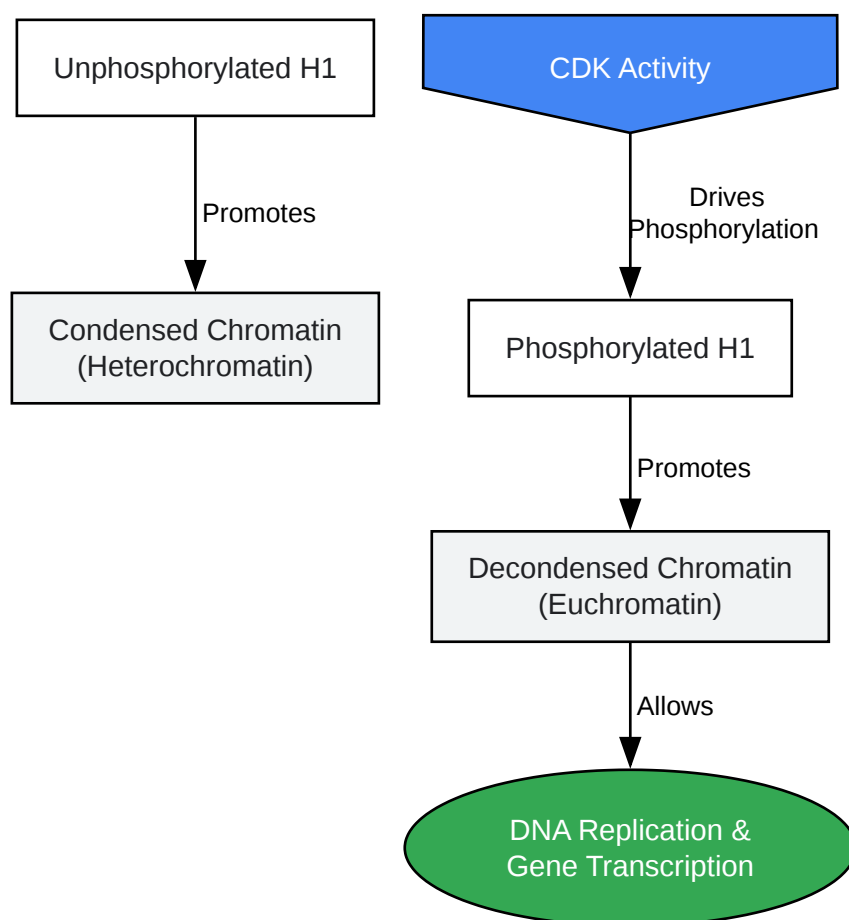 Unphosphorylated H1
CDK Activity
Promotes
Drives
Phosphorylation
Condensed Chromatin
(Heterochromatin)
Phosphorylated H1
Promotes
Decondensed Chromatin
(Euchromatin)
Allows
DNA Replication &
Gene Transcription